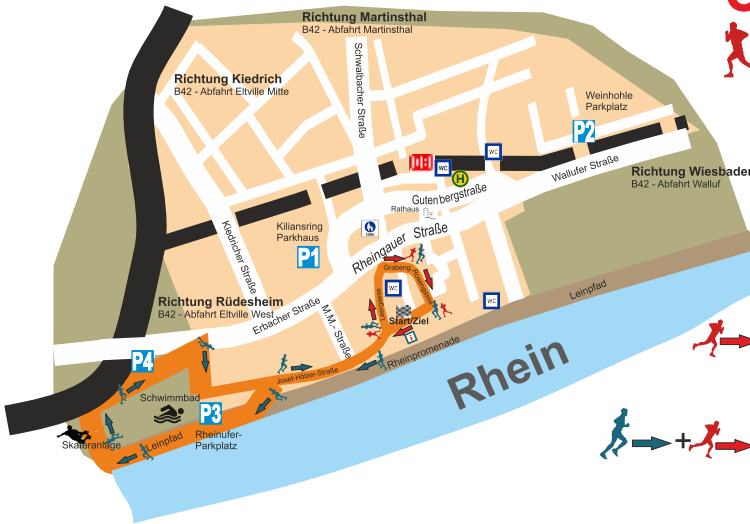 Richtung Martinsthal
B42 - Abfahrt Martinsthal
Richtung Kiedrich
B42 - Abfahrt Eltville Mitte
Schwalbacher Straße
Weinhohle
Parkplatz
P2
WC
WC
H
Wallufer Straße
Richtung Wiesbaden
B42 - Abfahrt Walluf
Gutenbergstraße
Rathaus
Kiedricher Straße
Kiliansring
Parkhaus
P1
ZONE
Rheingauer Straße
Grabeng
Rosengasse
Leinpfad
WC
WC
Start/Ziel
Richtung Rüdesheim
B42 - Abfahrt Eltville West
Erbacher Straße
M.M.- Straße
Rheinpromenade
Rhein
P4
Josef-Hölzer-Straße
Schwimmbad
P3
Rheinufer-
Parkplatz
Skateranlage
Leinpfad
+